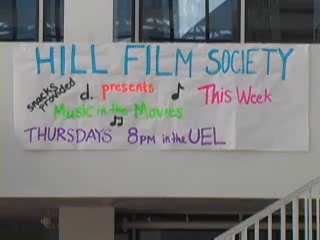 HILL FILM SOCIETY
snacks provided d. presents ♪ This Week
Music in the Movies
♫
THURSDAYS 8PM in the UEL